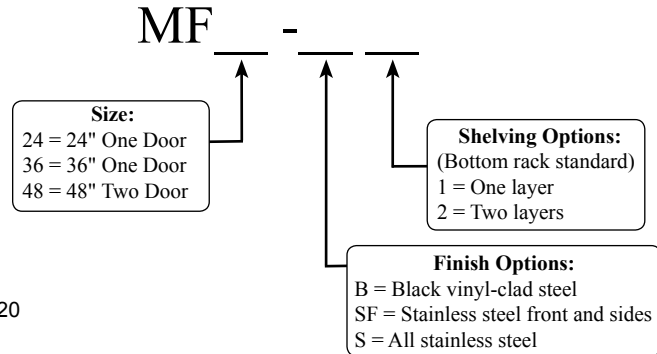 MF__ -__ __
Size:
24 = 24" One Door
36 = 36" One Door
48 = 48" Two Door
Shelving Options:
(Bottom rack standard)
1 = One layer
2 = Two layers
Finish Options:
B = Black vinyl-clad steel
SF = Stainless steel front and sides
S = All stainless steel
20